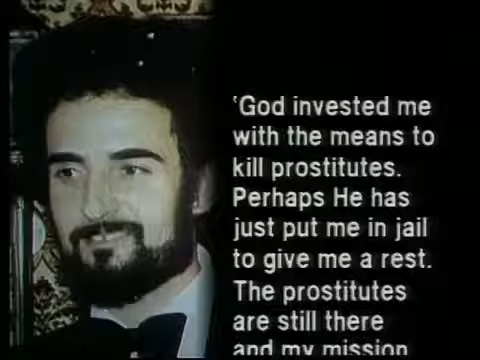 ‘God invested me
with the means to
kill prostitutes.
Perhaps He has
just put me in jail
to give me a rest.
The prostitutes
are still there
and my mission